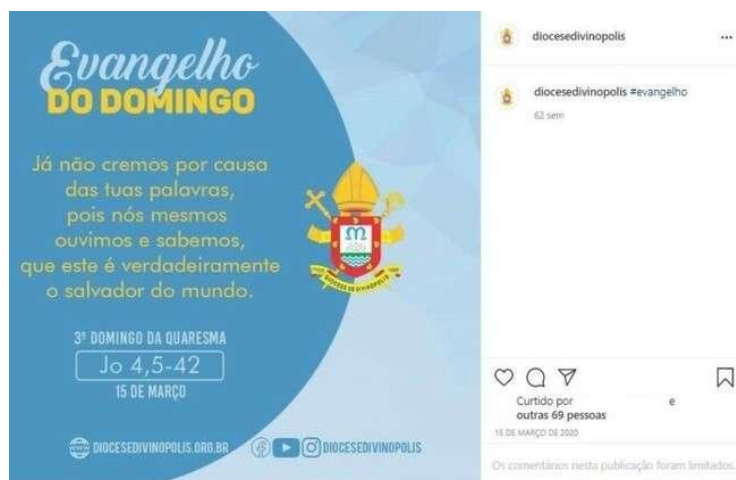 Evangelho
DO DOMINGO
Já não cremos por causa
das tuas palavras,
pois nós mesmos
ouvimos e sabemos,
que este é verdadeiramente
o salvador do mundo.
DIOCESE DE DIVINÓPOLIS
3º DOMINGO DA QUARESMA
Jo 4,5-42
15 DE MARÇO
DIOCESEDIVINOPOLIS.ORG.BR
DIOCESEDIVINOPOLIS
diocesedivinopolis
diocesedivinopolis #evangelho
62 sem
Curtido por e
outras 69 pessoas
15 DE MARÇO DE 2020
Os comentários nesta publicação foram limitados.